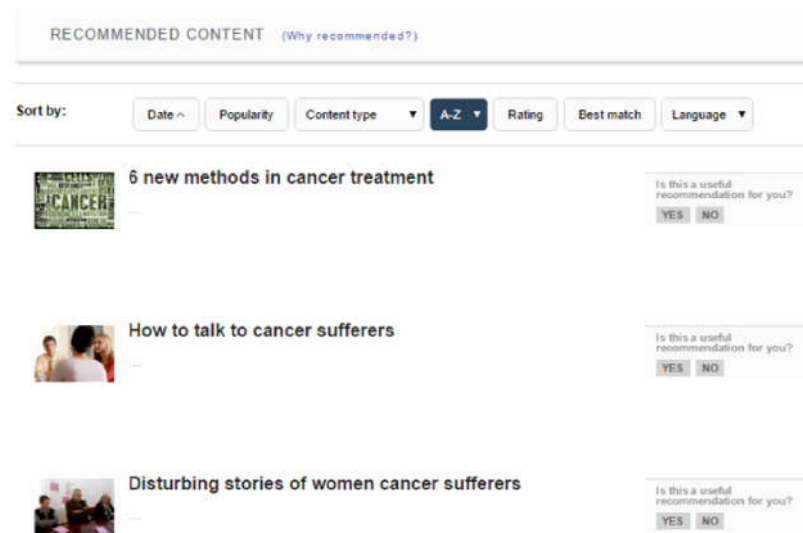 RECOMMENDED CONTENT (Why recommended?)
Sort by: Date Popularity Content type A-Z Rating Best match Language
CANCER
6 new methods in cancer treatment
...
Is this a useful
recommendation for you?
YES NO
How to talk to cancer sufferers
...
Is this a useful
recommendation for you?
YES NO
Disturbing stories of women cancer sufferers
...
Is this a useful
recommendation for you?
YES NO